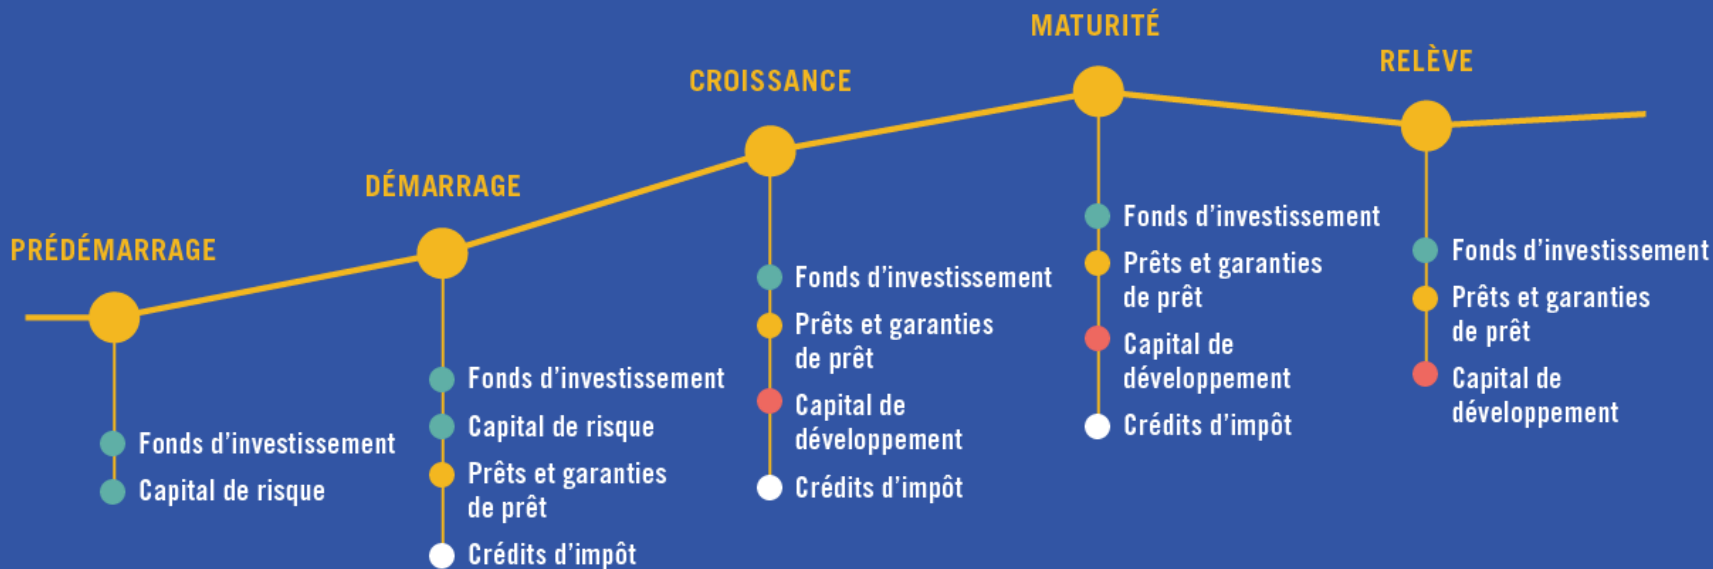 PRÉDÉMARRAGE
Fonds d’investissement
Capital de risque
DÉMARRAGE
Fonds d’investissement
Capital de risque
Prêts et garanties
de prêt
Crédits d’impôt
CROISSANCE
Fonds d’investissement
Prêts et garanties
de prêt
Capital de
développement
Crédits d’impôt
MATURITÉ
Fonds d’investissement
Prêts et garanties
de prêt
Capital de
développement
Crédits d’impôt
RELÈVE
Fonds d’investissement
Prêts et garanties
de prêt
Capital de
développement